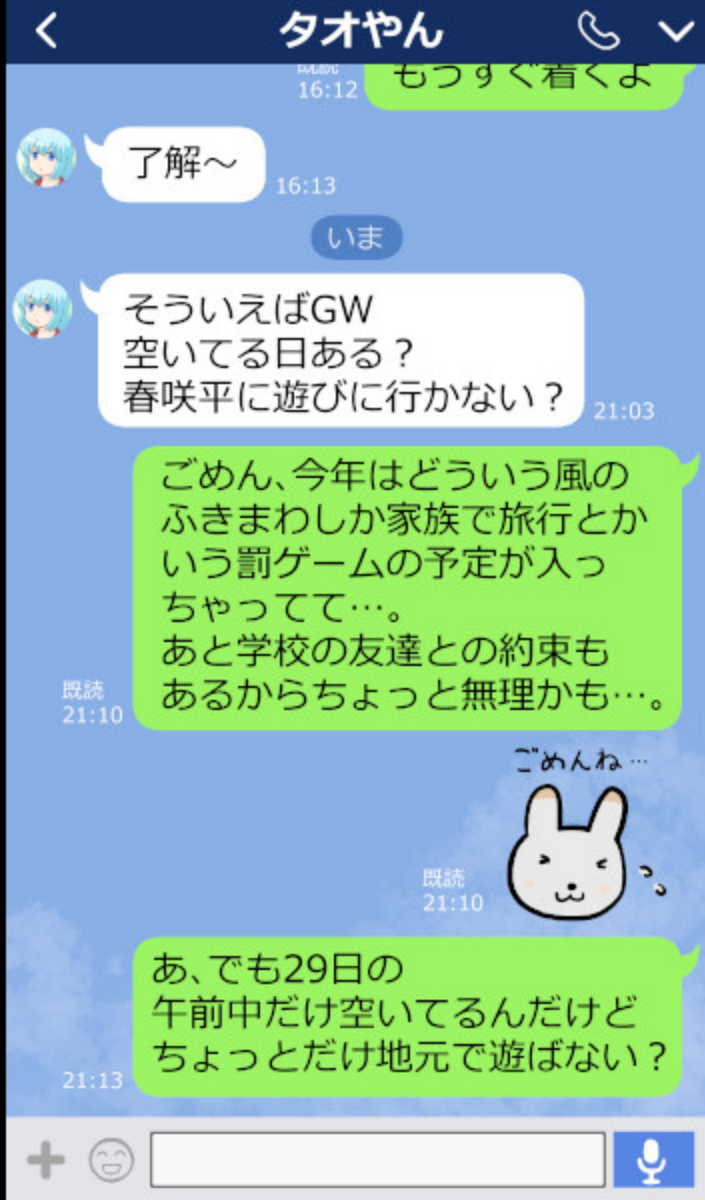 タオやん
既読
16:12
もうすぐ着くよ
了解～
16:13
いま
そういえばGW
空いてる日ある？
春咲平に遊びに行かない？
21:03
ごめん、今年はどういう風の
ふきまわしか家族で旅行とか
いう罰ゲームの予定が入っ
ちゃってて…。
あと学校の友達との約束も
あるからちょっと無理かも…。
既読
21:10
ごめんね…
既読
21:10
あ、でも29日の
午前中だけ空いてるんだけど
ちょっとだけ地元で遊ばない？
21:13